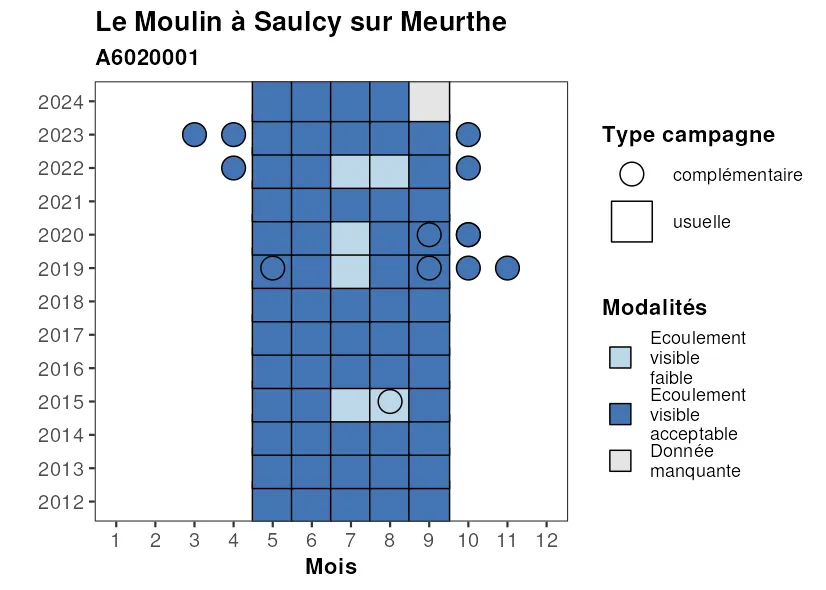 Le Moulin à Saulcy sur Meurthe
A6020001
2024
2023
2022
2021
2020
2019
2018
2017
2016
2015
2014
2013
2012
1 2 3 4 5 6 7 8 9 10 11 12
Mois
Type campagne
complémentaire
usuelle
Modalités
Ecoulement
visible
faible
Ecoulement
visible
acceptable
Donnée
manquante